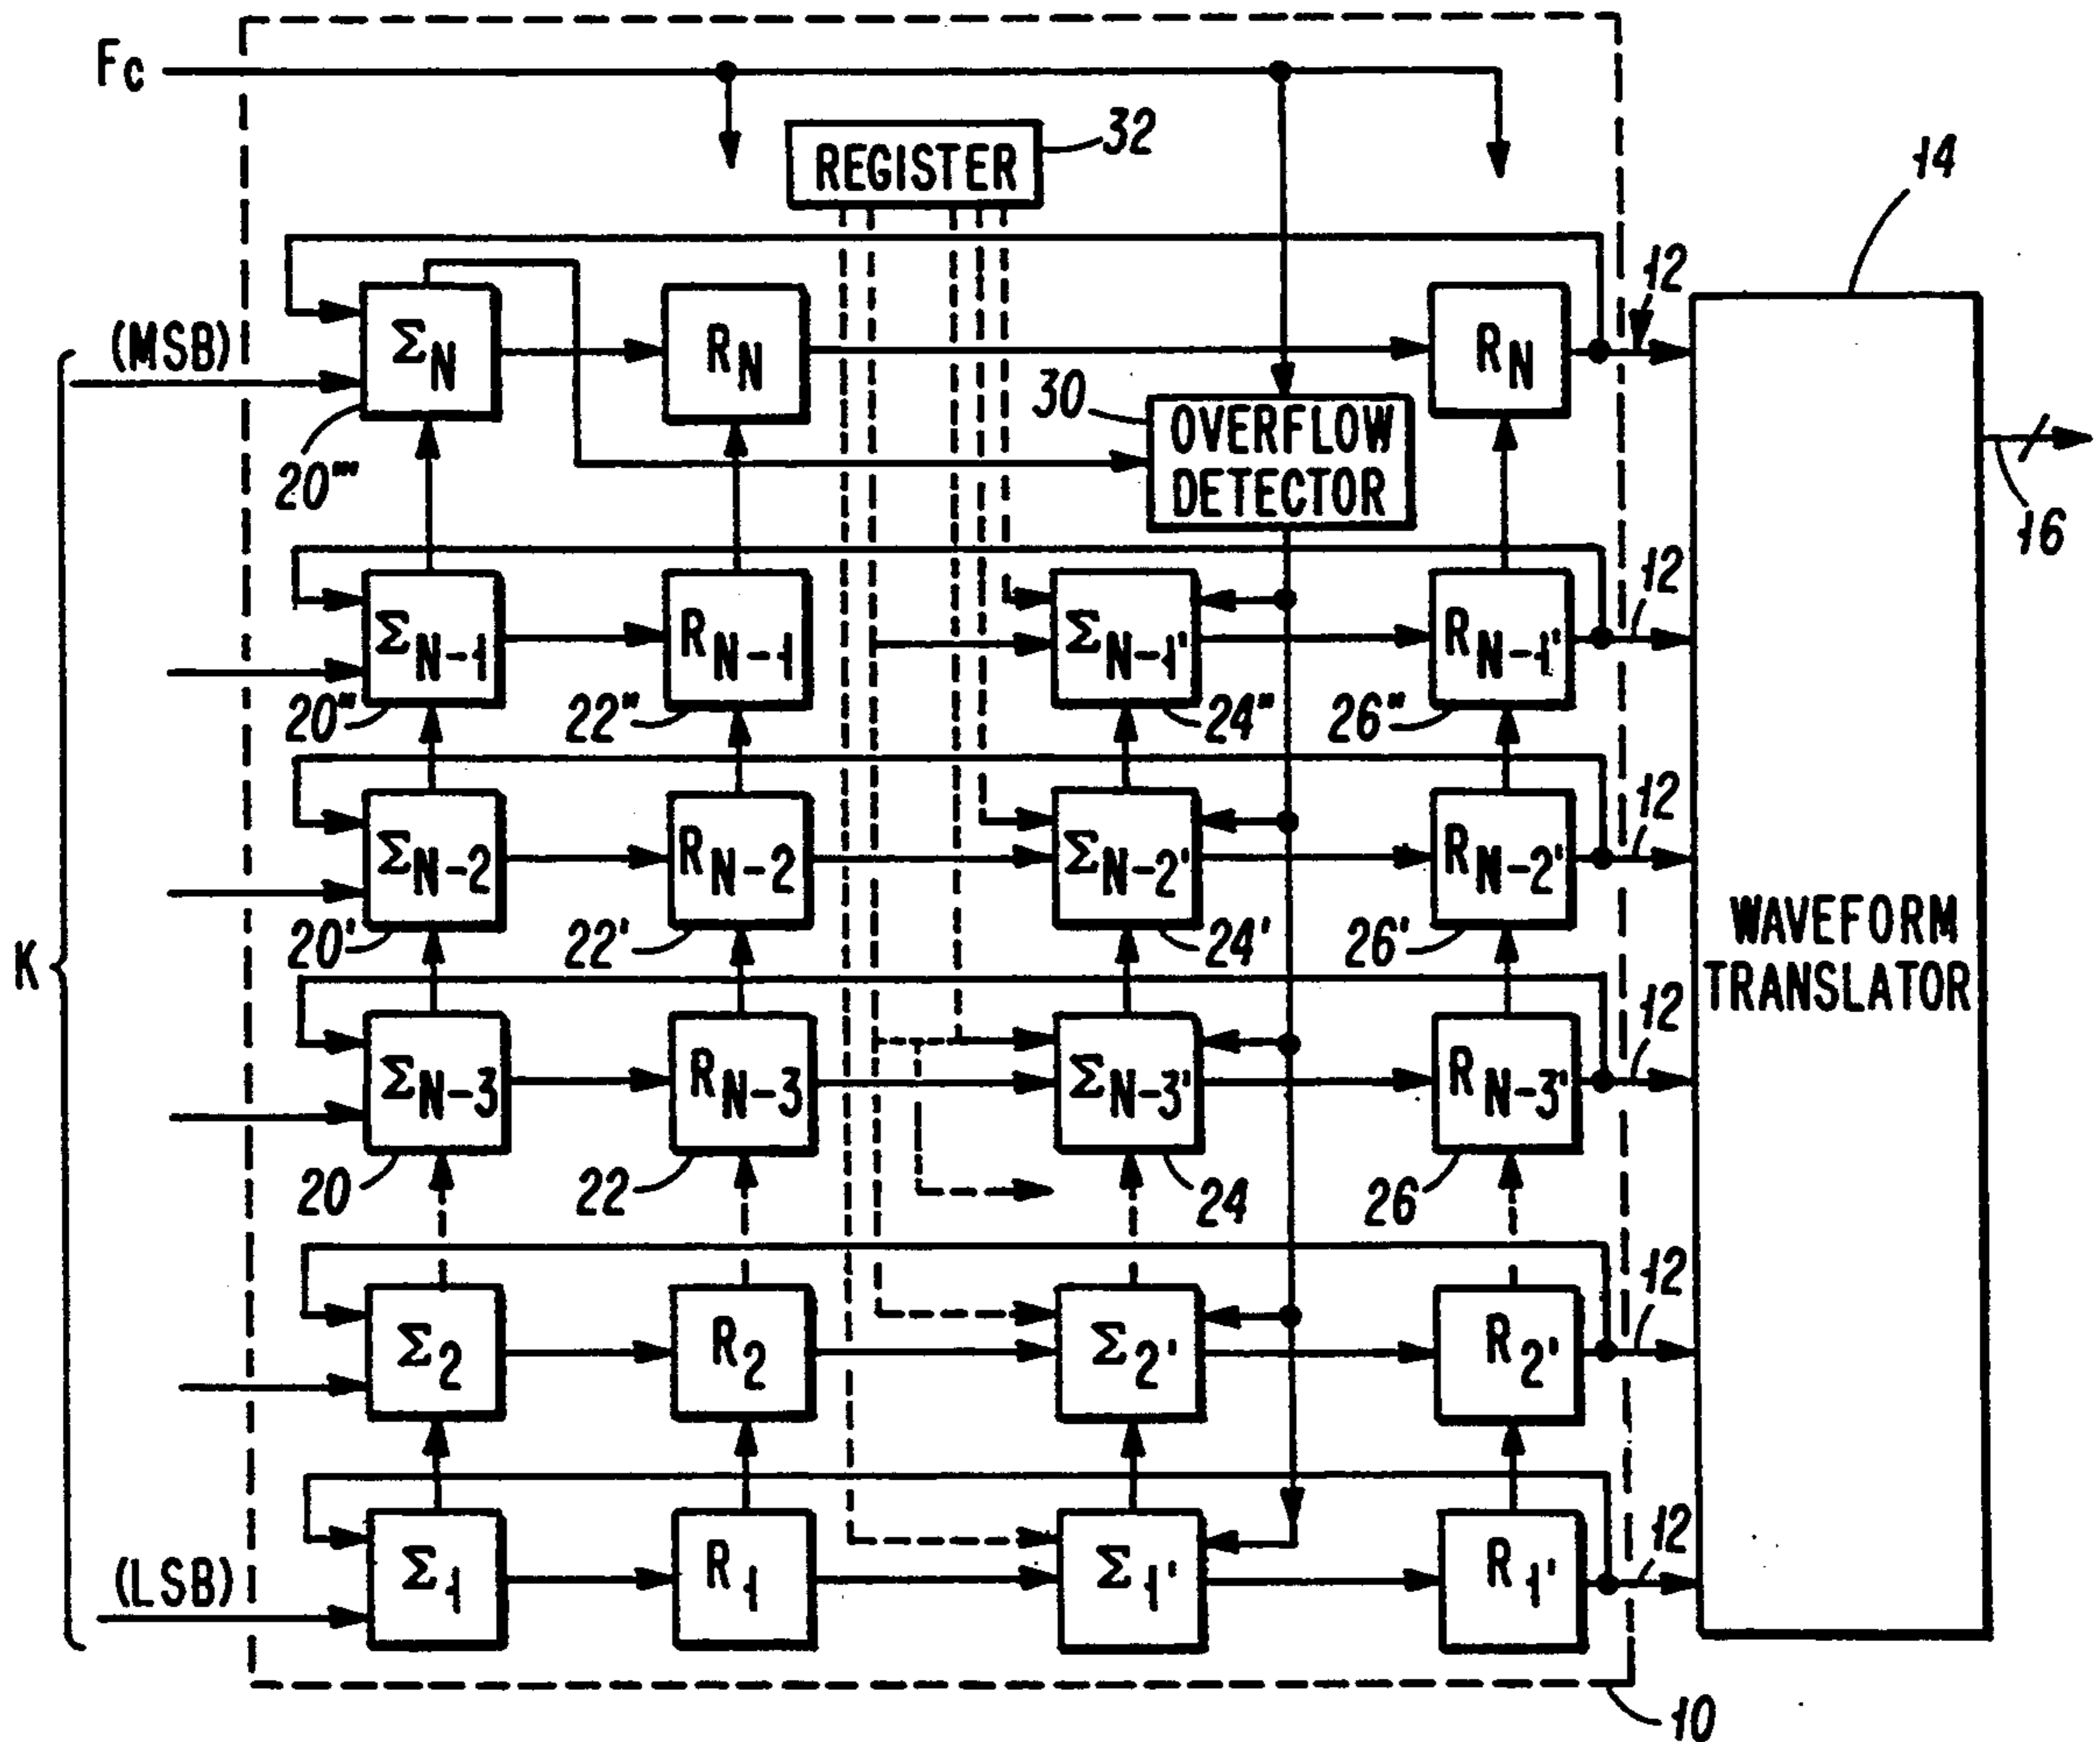 Fc
REGISTER 32
14
(MSB) ΣN RN RN 12
20''' 30 OVERFLOW DETECTOR
16
ΣN-1 RN-1 ΣN-1' RN-1' 12
20'' 22'' 24'' 26''
ΣN-2 RN-2 ΣN-2' RN-2' 12
20' 22' 24' 26'
K
WAVEFORM
TRANSLATOR
ΣN-3 RN-3 ΣN-3' RN-3' 12
20 22 24 26
Σ2 R2 Σ2' R2' 12
(LSB) Σ1 R1 Σ1' R1' 12
10